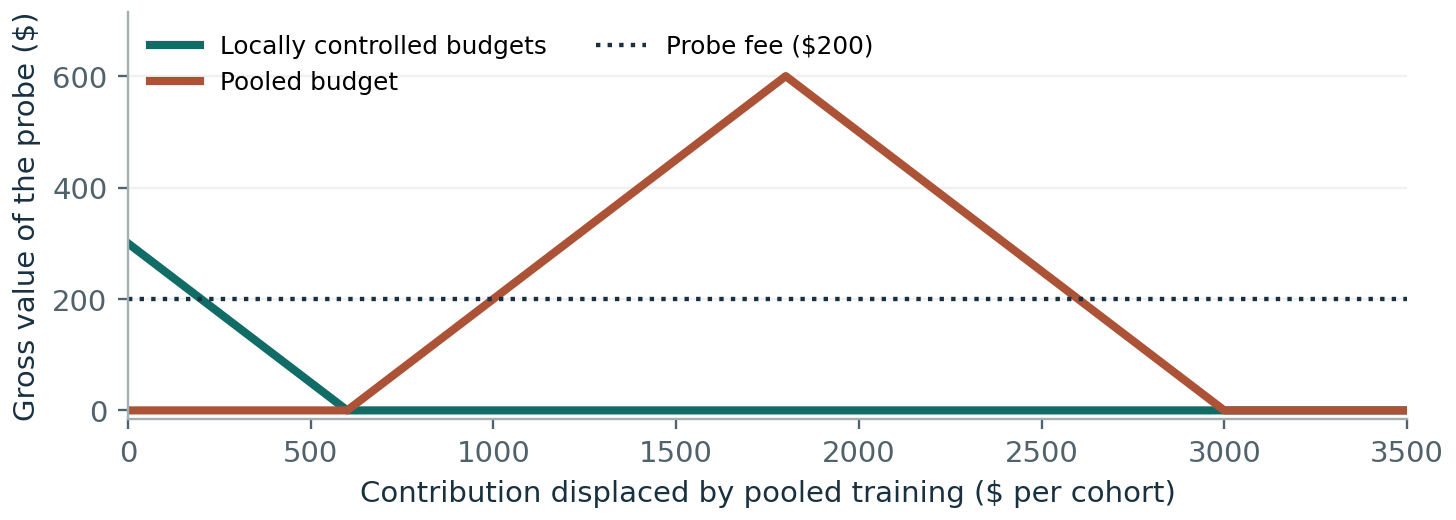 Gross value of the probe ($)
Locally controlled budgets
Pooled budget
Probe fee ($200)
600
400
200
0
0 500 1000 1500 2000 2500 3000 3500
Contribution displaced by pooled training ($ per cohort)